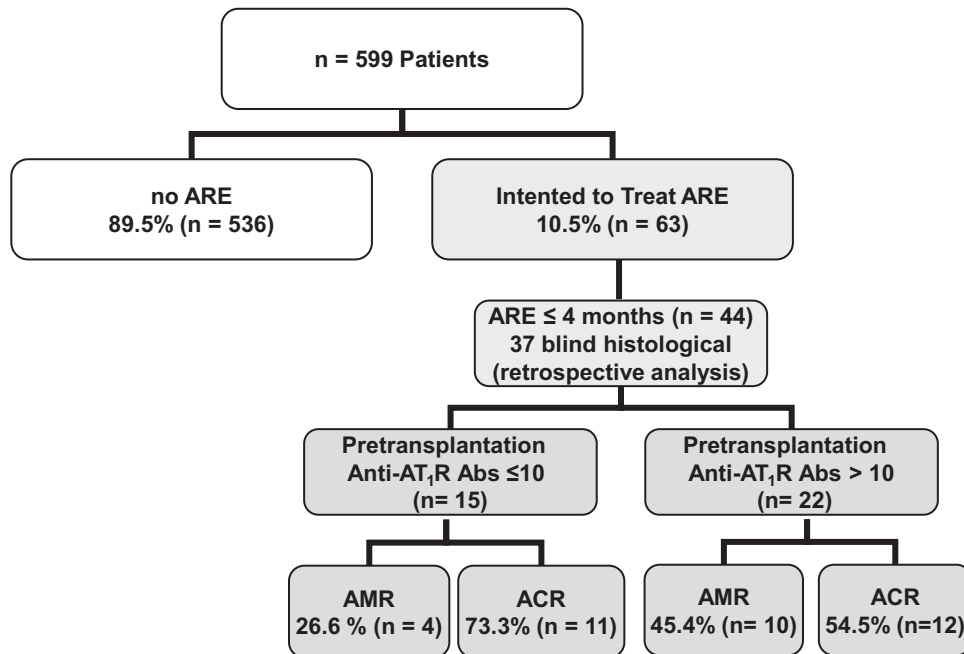 n = 599 Patients
no ARE
89.5% (n = 536)
Intented to Treat ARE
10.5% (n = 63)
ARE ≤ 4 months (n = 44)
37 blind histological
(retrospective analysis)
Pretransplantation
Anti-AT₁R Abs ≤10
(n= 15)
Pretransplantation
Anti-AT₁R Abs > 10
(n= 22)
AMR
26.6 % (n = 4)
ACR
73.3% (n = 11)
AMR
45.4% (n= 10)
ACR
54.5% (n=12)